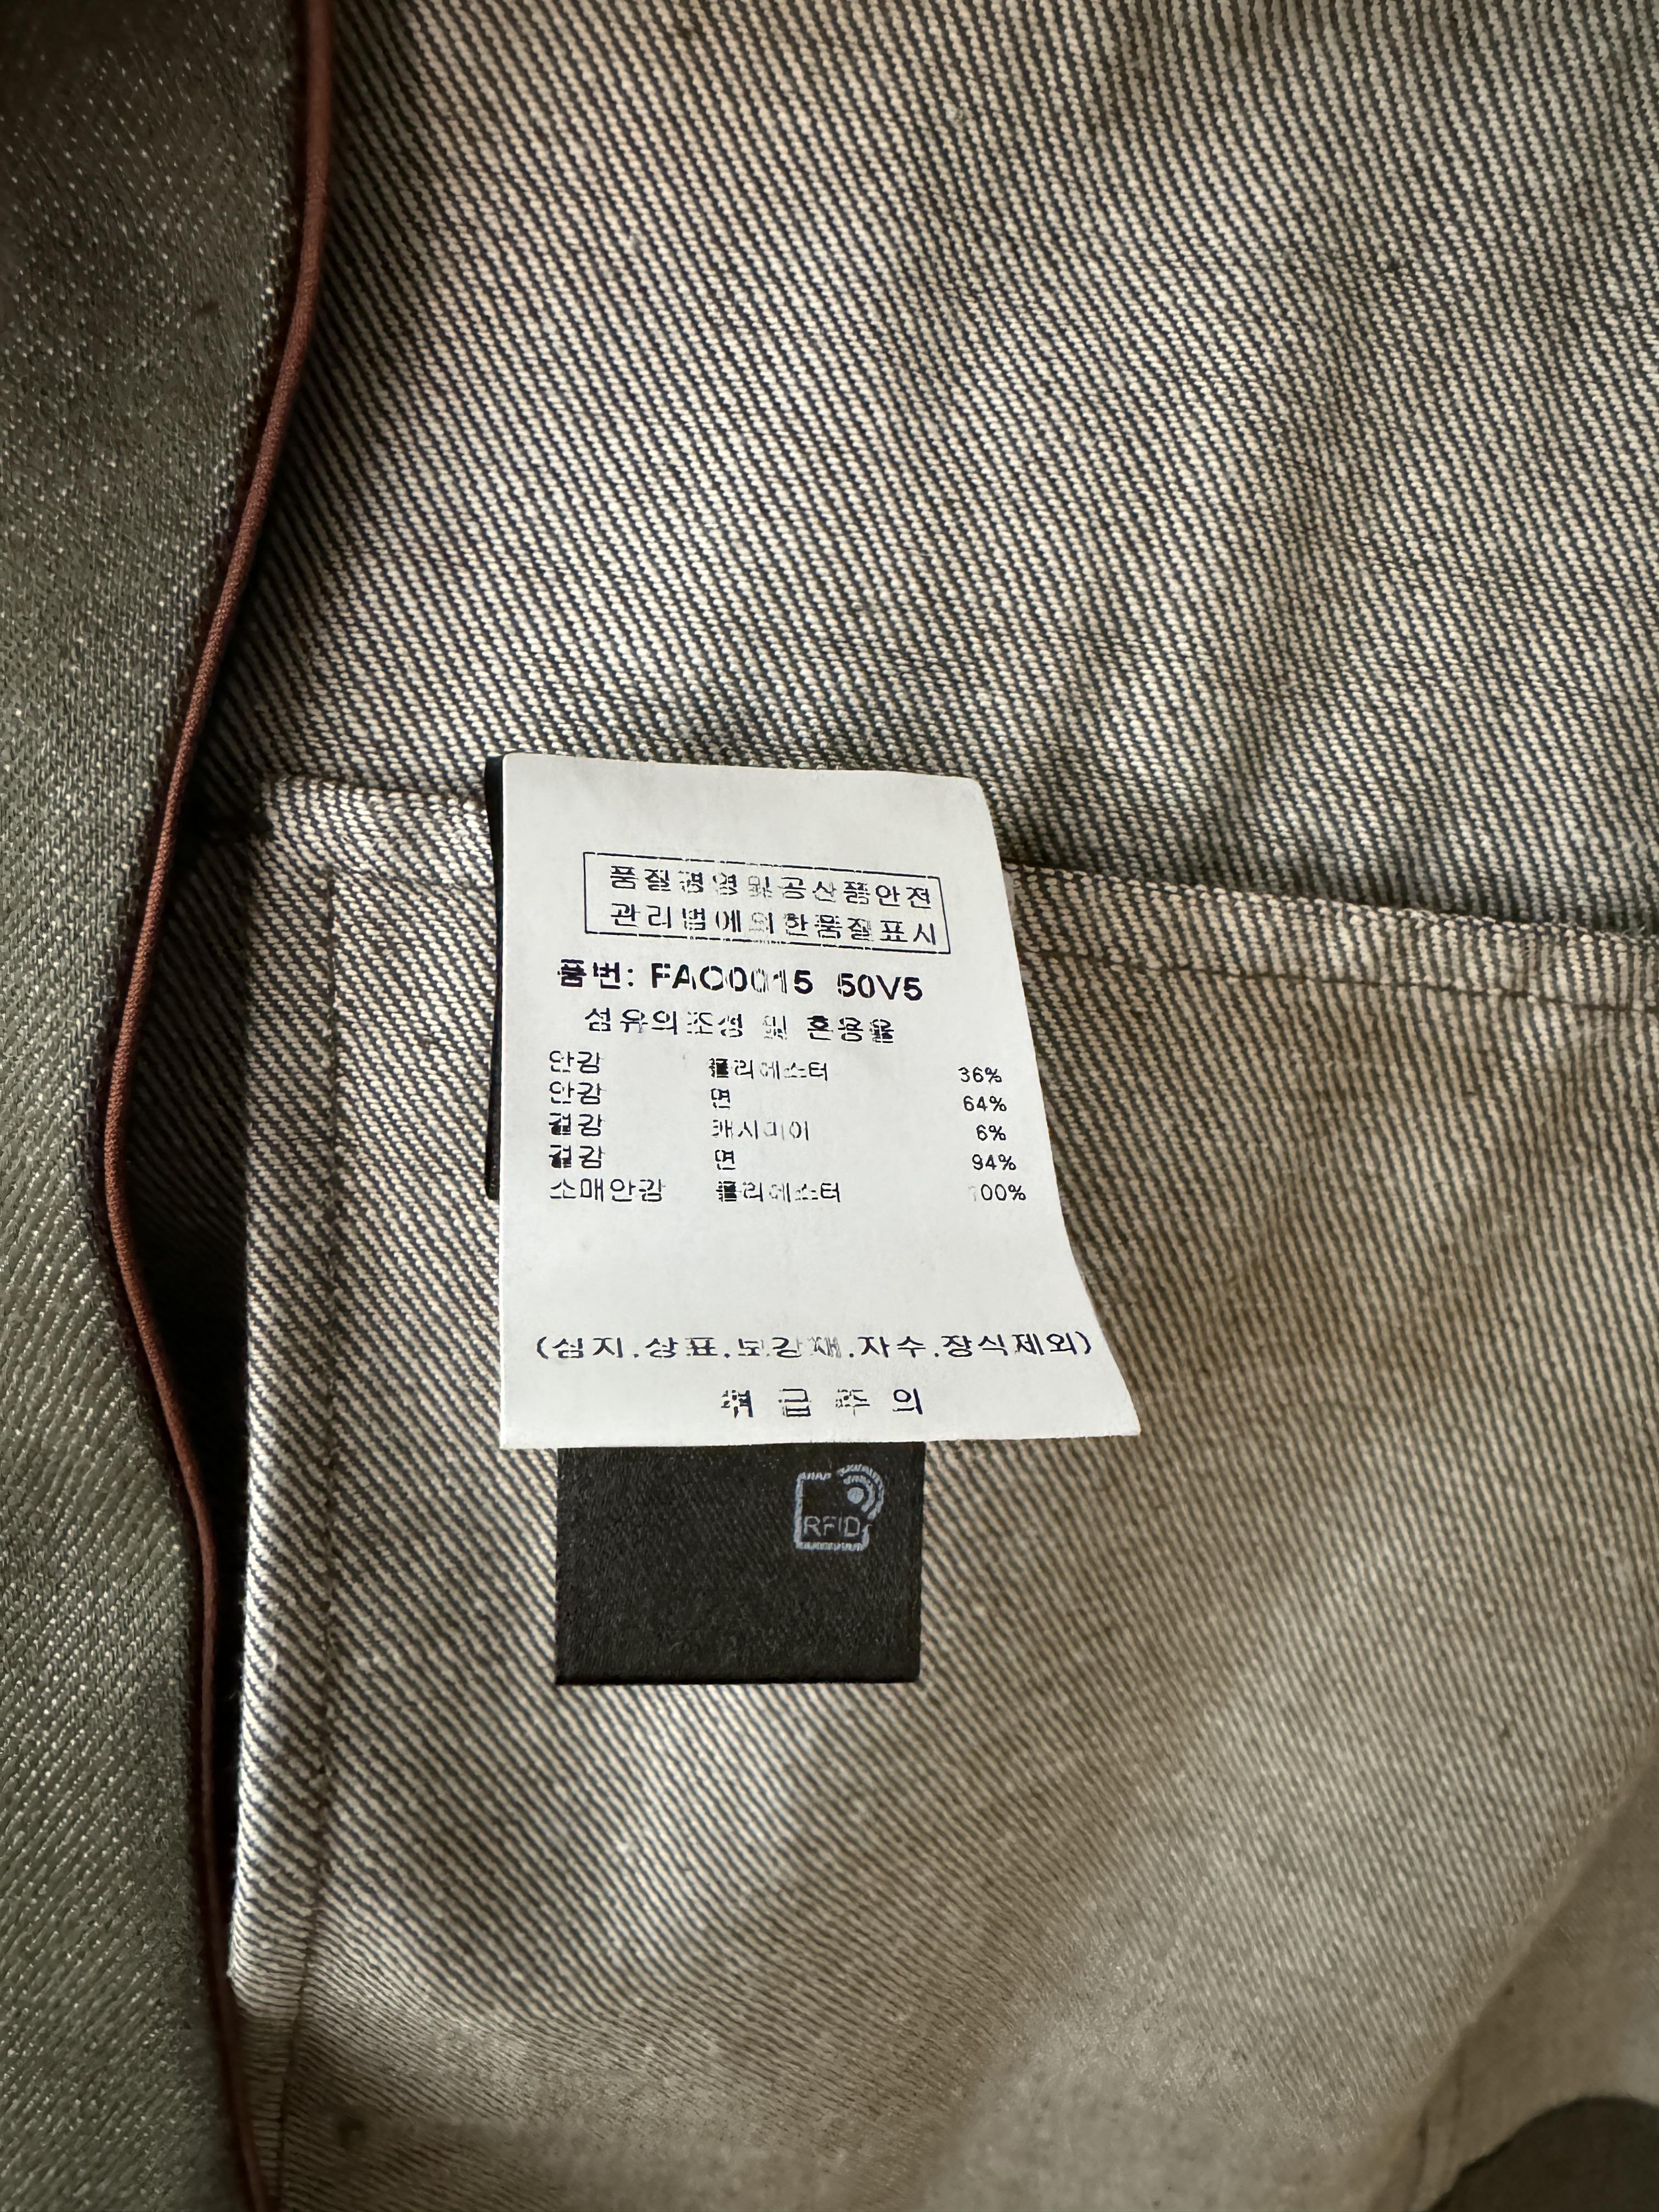 품질경영및공산품안전
관리법에의한품질표시
품번: FAO0015 50V5
섬유의조성 및 혼용율
안감 폴리에스터 36%
안감 면 64%
겉감 캐시미어 6%
겉감 면 94%
소매안감 폴리에스터 100%
(심지.상표.보강재.자수.장식제외)
취급주의
RFID